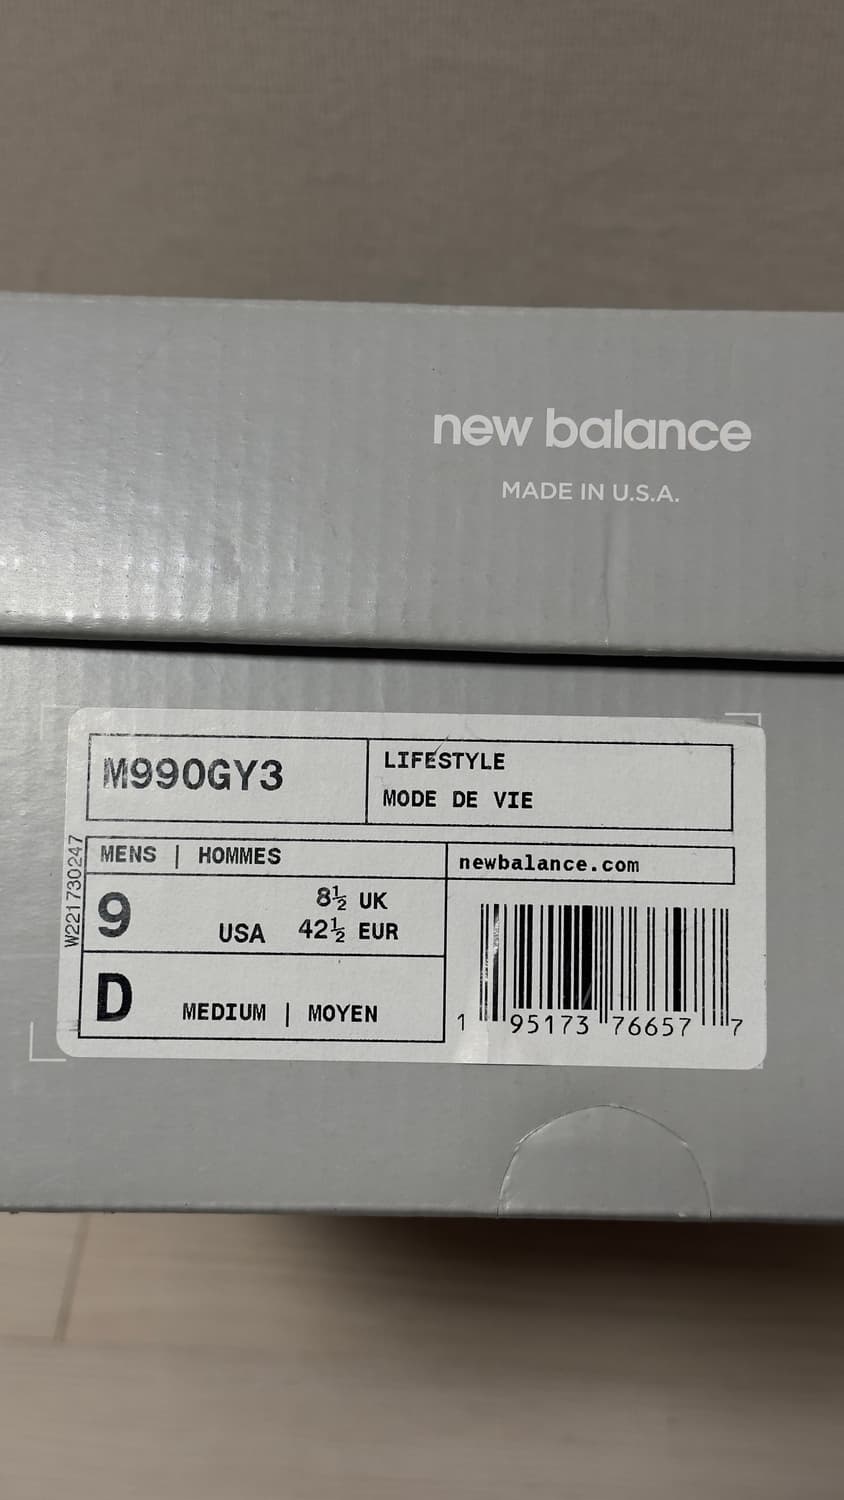 new balance
MADE IN U.S.A.
M990GY3
LIFESTYLE
MODE DE VIE
W221730247
MENS | HOMMES
newbalance.com
9 USA
8½ UK
42½ EUR
D MEDIUM | MOYEN
1 95173 76657 7